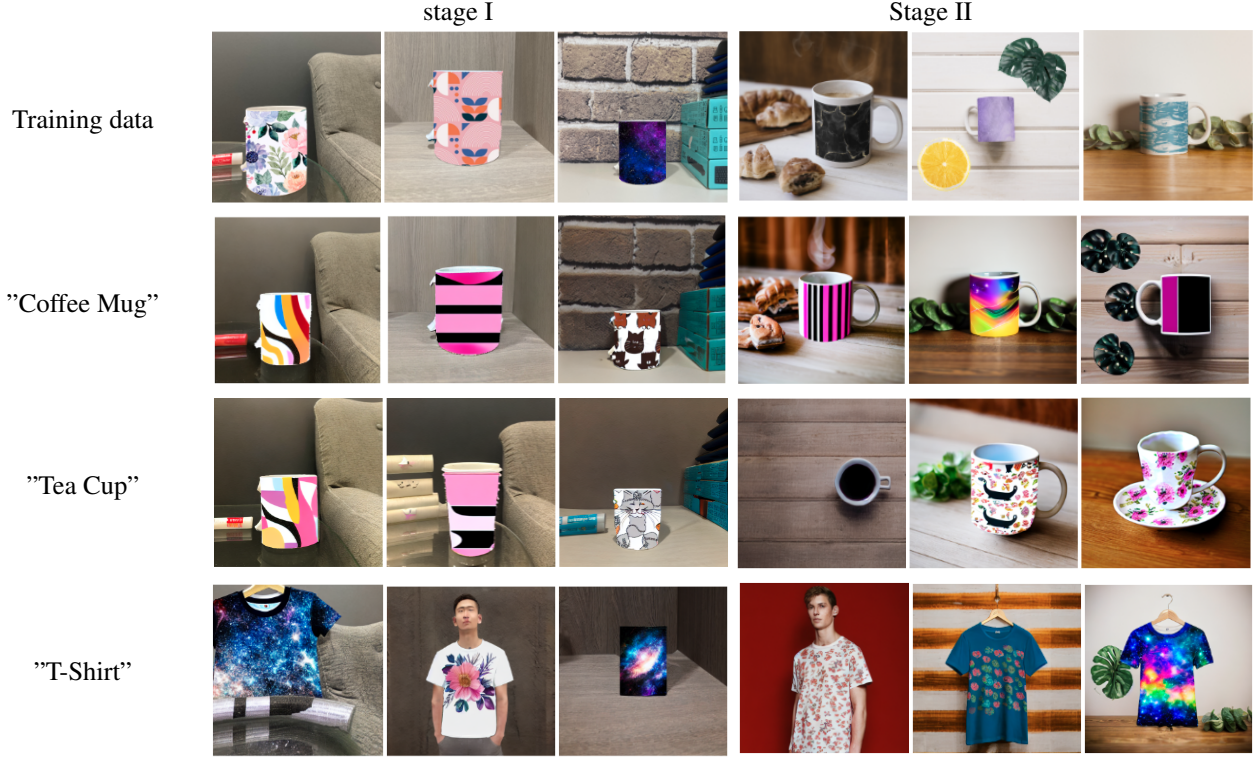 stage I
Stage II
Training data
”Coffee Mug”
”Tea Cup”
”T-Shirt”